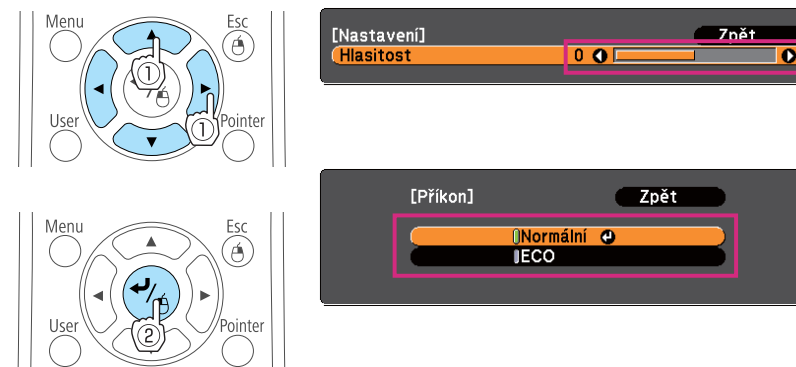 Menu
Esc
①
①
User
Pointer
[Nastavení]
Zpět
Hlasitost
0
Menu
Esc
②
User
Pointer
[Příkon]
Zpět
Normální
ECO